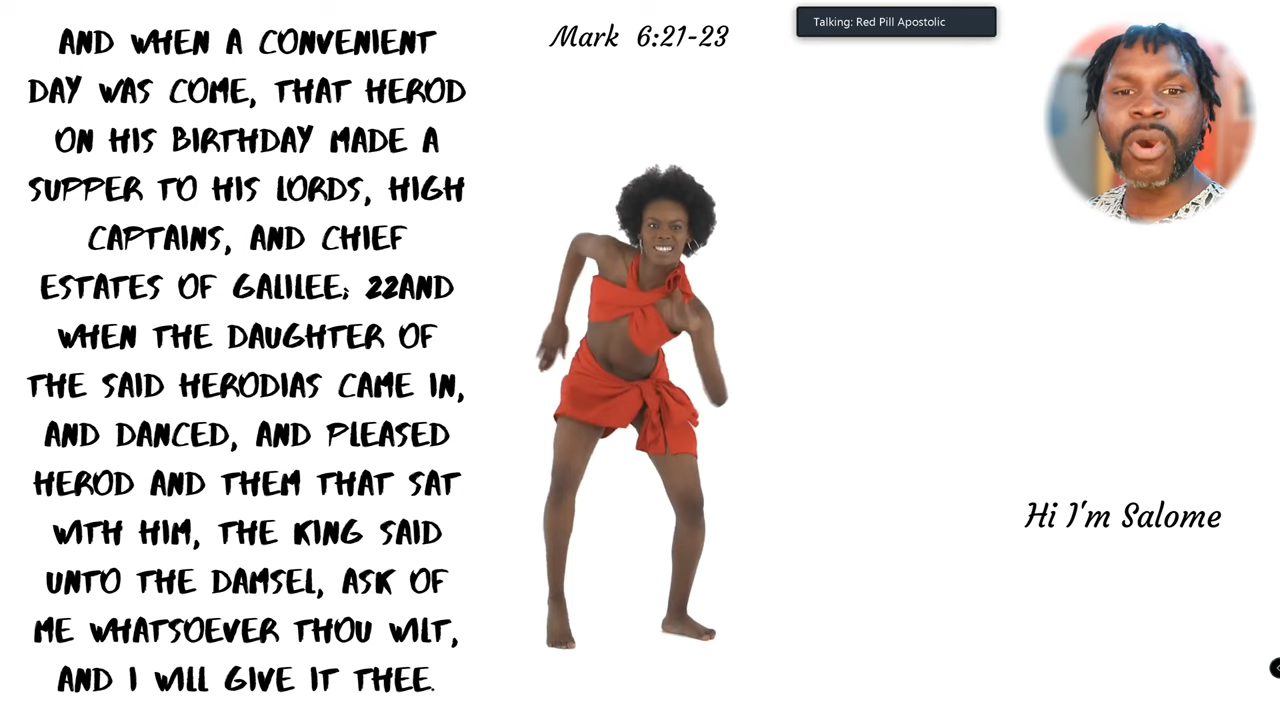 AND WHEN A CONVENIENT
DAY WAS COME, THAT HEROD
ON HIS BIRTHDAY MADE A
SUPPER TO HIS LORDS, HIGH
CAPTAINS, AND CHIEF
ESTATES OF GALILEE; 22AND
WHEN THE DAUGHTER OF
THE SAID HERODIAS CAME IN,
AND DANCED, AND PLEASED
HEROD AND THEM THAT SAT
WITH HIM, THE KING SAID
UNTO THE DAMSEL, ASK OF
ME WHATSOEVER THOU WILT,
AND I WILL GIVE IT THEE.
Mark 6:21-23
Talking: Red Pill Apostolic
Hi I'm Salome